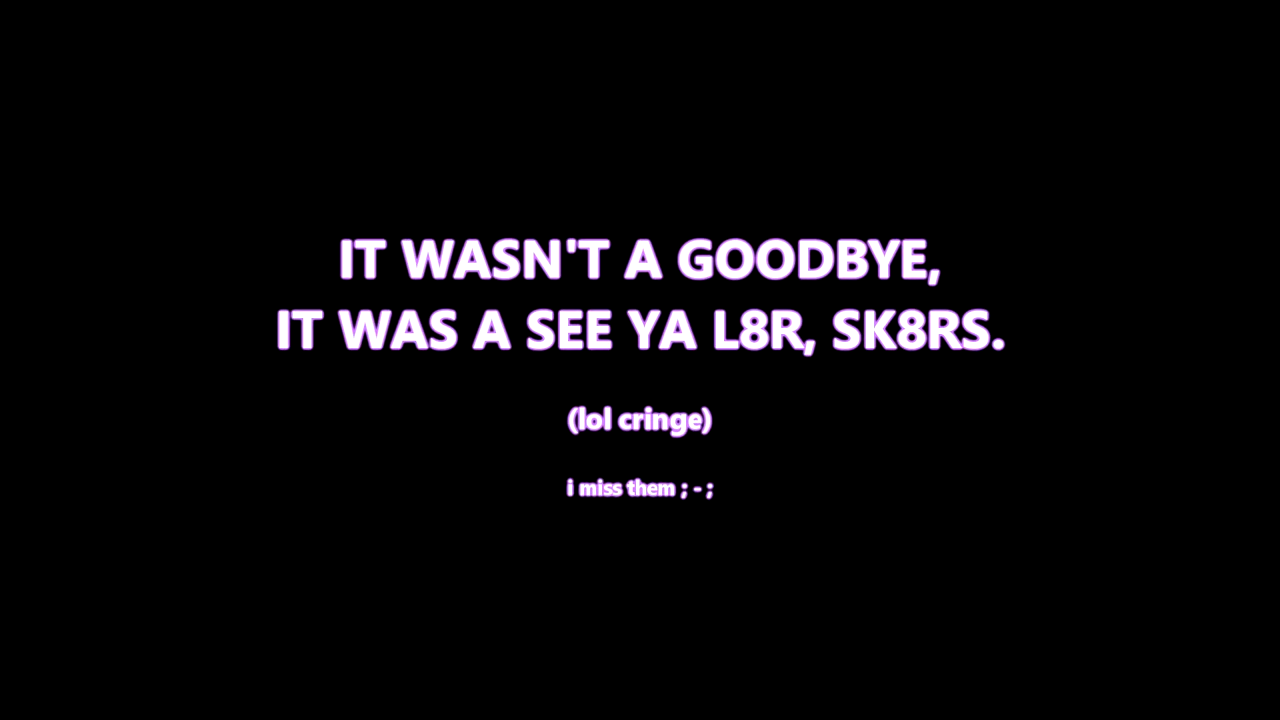 IT WASN'T A GOODBYE,
IT WAS A SEE YA L8R, SK8RS.
(lol cringe)
i miss them ; - ;